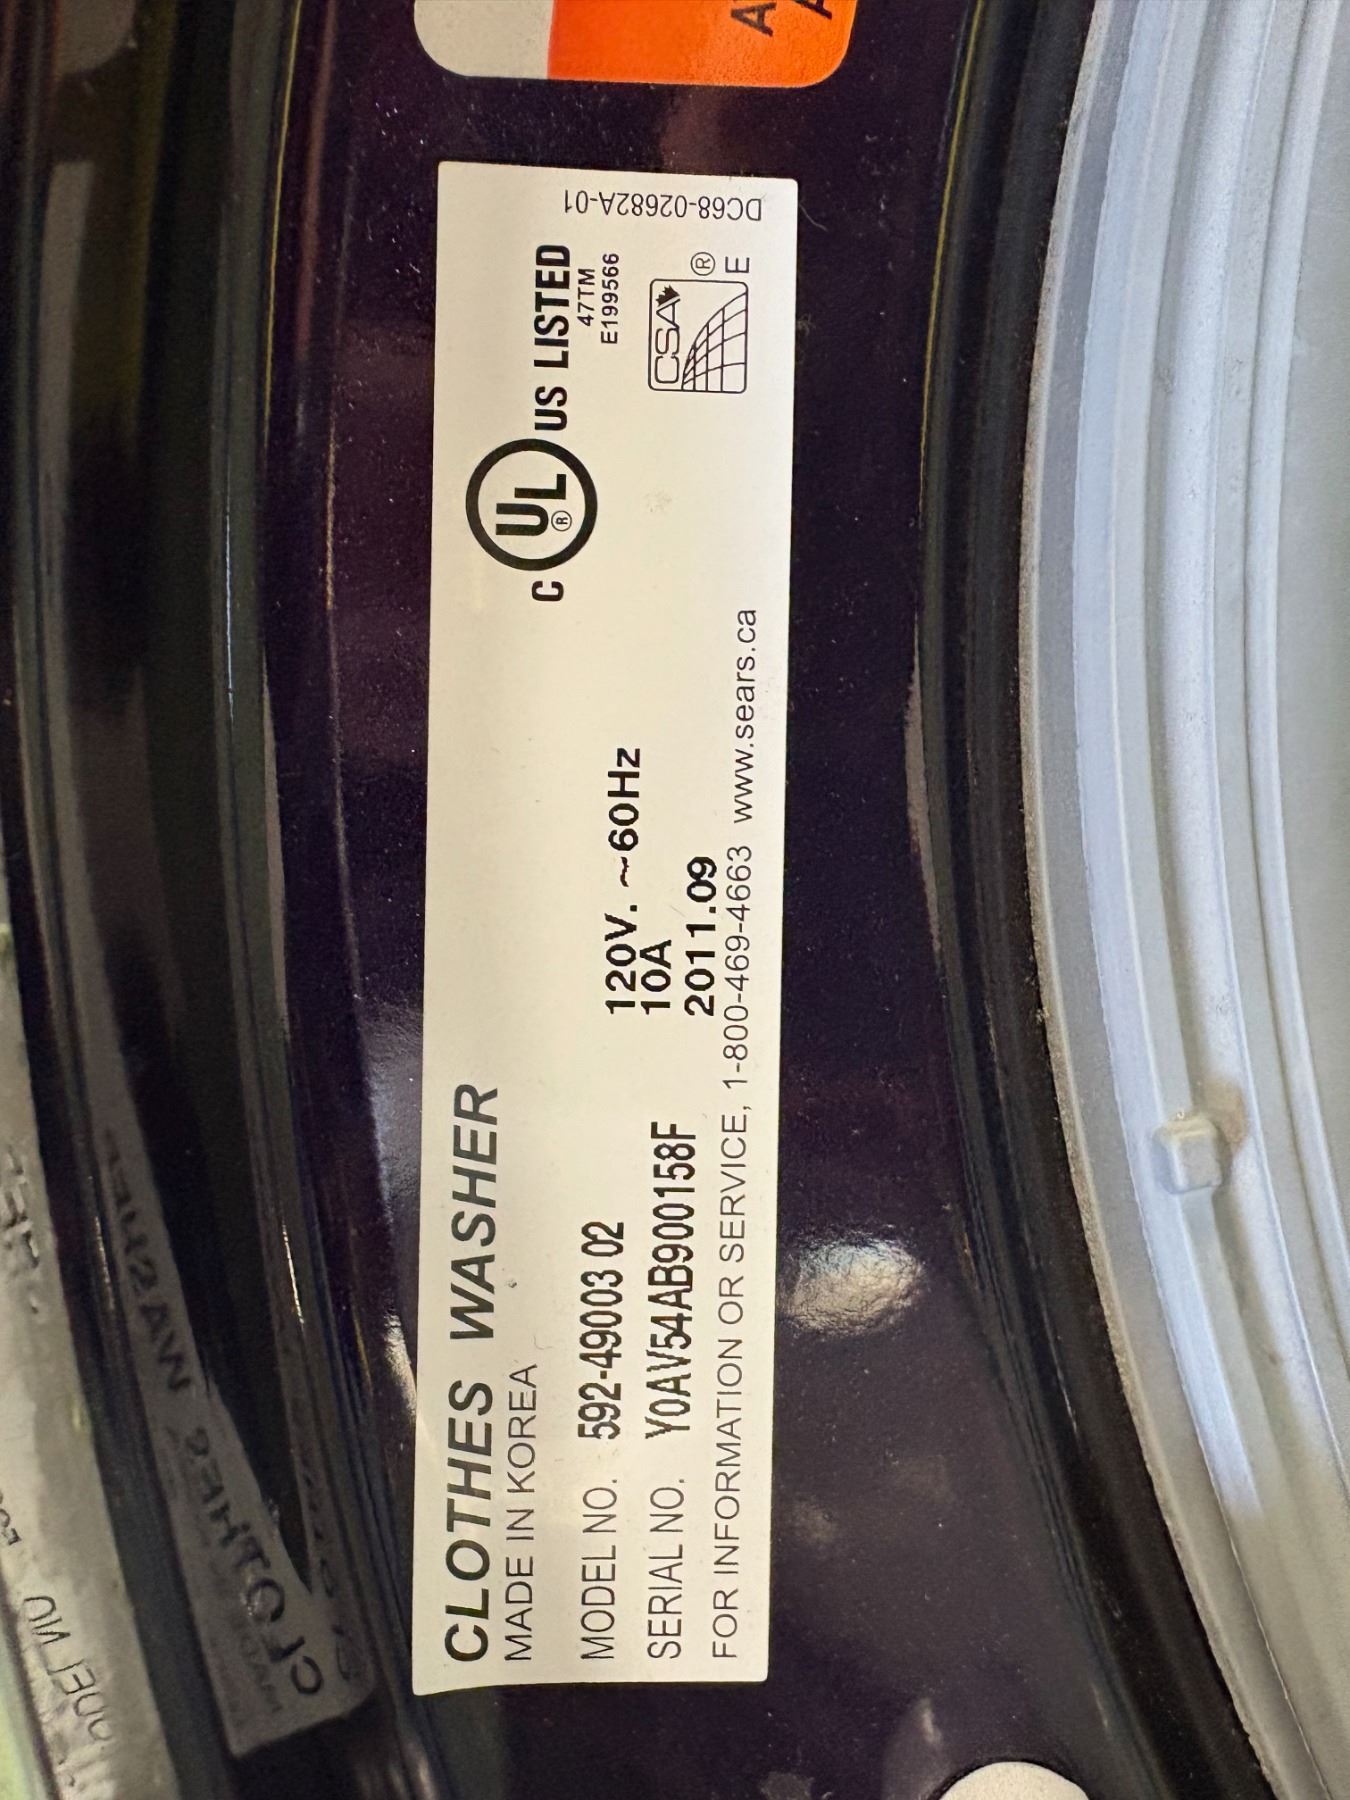 CLOTHES WASHER
MADE IN KOREA
MODEL NO. 592-49003 02
SERIAL NO. Y0AV54AB900158F
120V. ~60Hz
10A
2011.09
FOR INFORMATION OR SERVICE, 1-800-469-4663 www.sears.ca
C UL ® US LISTED
47TM
E199566
CSA ®
E
DC68-02682A-01